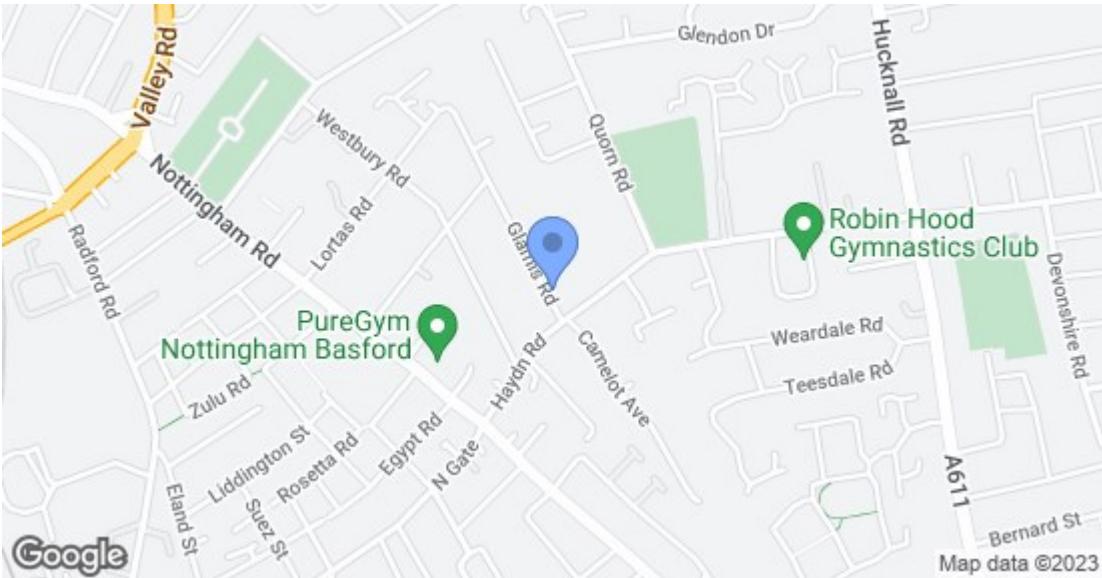 Valley Rd
Glendon Dr
Hucknall Rd
Westbury Rd
Quorn Rd
Nottingham Rd
Lortas Rd
Glamis Rd
Robin Hood
Gymnastics Club
Radford Rd
Devonshire Rd
PureGym
Nottingham Basford
Haydn Rd
Camelot Ave
Weardale Rd
Teesdale Rd
Zulu Rd
Liddington St
Rosetta Rd
Egypt Rd
N Gate
Eland St
Suez St
A611
Bernard St
Google
Map data ©2023